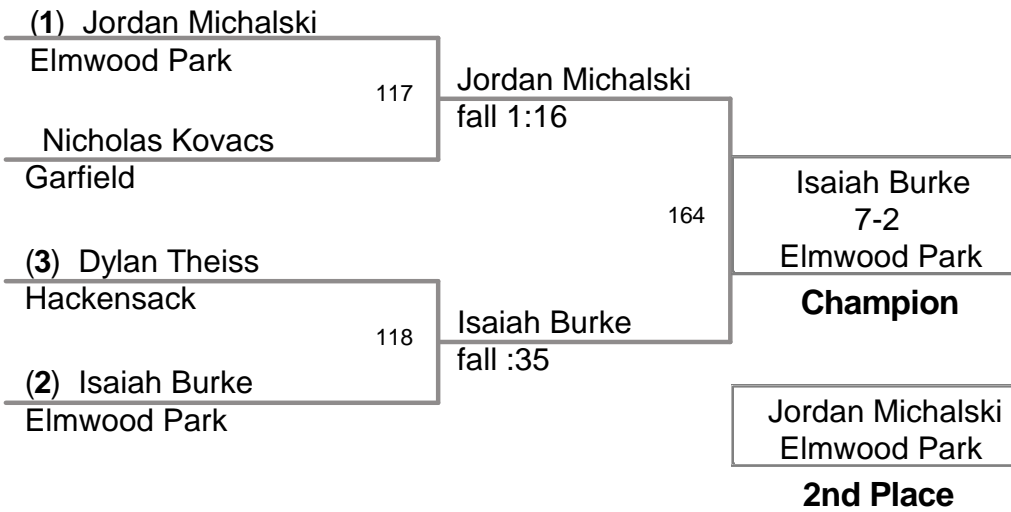 (1) Jordan Michalski
Elmwood Park
117
Nicholas Kovacs
Garfield
Jordan Michalski
fall 1:16
(3) Dylan Theiss
Hackensack
118
(2) Isaiah Burke
Elmwood Park
Isaiah Burke
fall :35
164
Isaiah Burke
7-2
Elmwood Park
Champion
Jordan Michalski
Elmwood Park
2nd Place